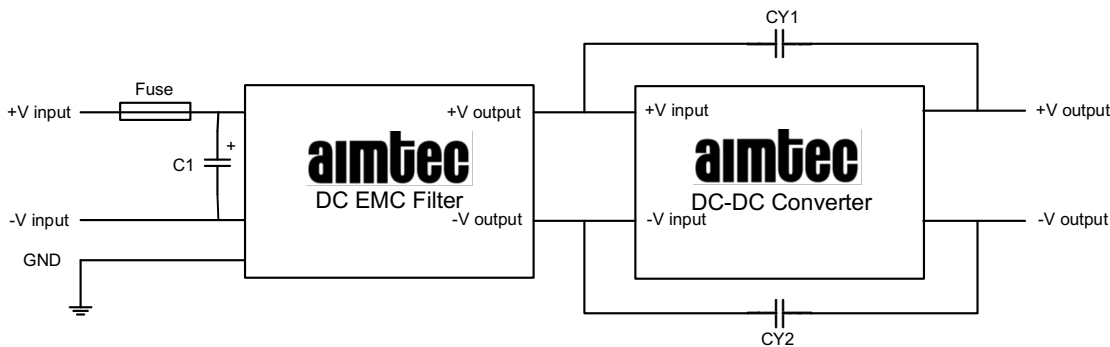 CY1
Fuse
+V input
+V output
+V input
+V output
+
C1
aimtec
DC EMC Filter
aimtec
DC-DC Converter
-V input
-V output
-V input
-V output
GND
CY2